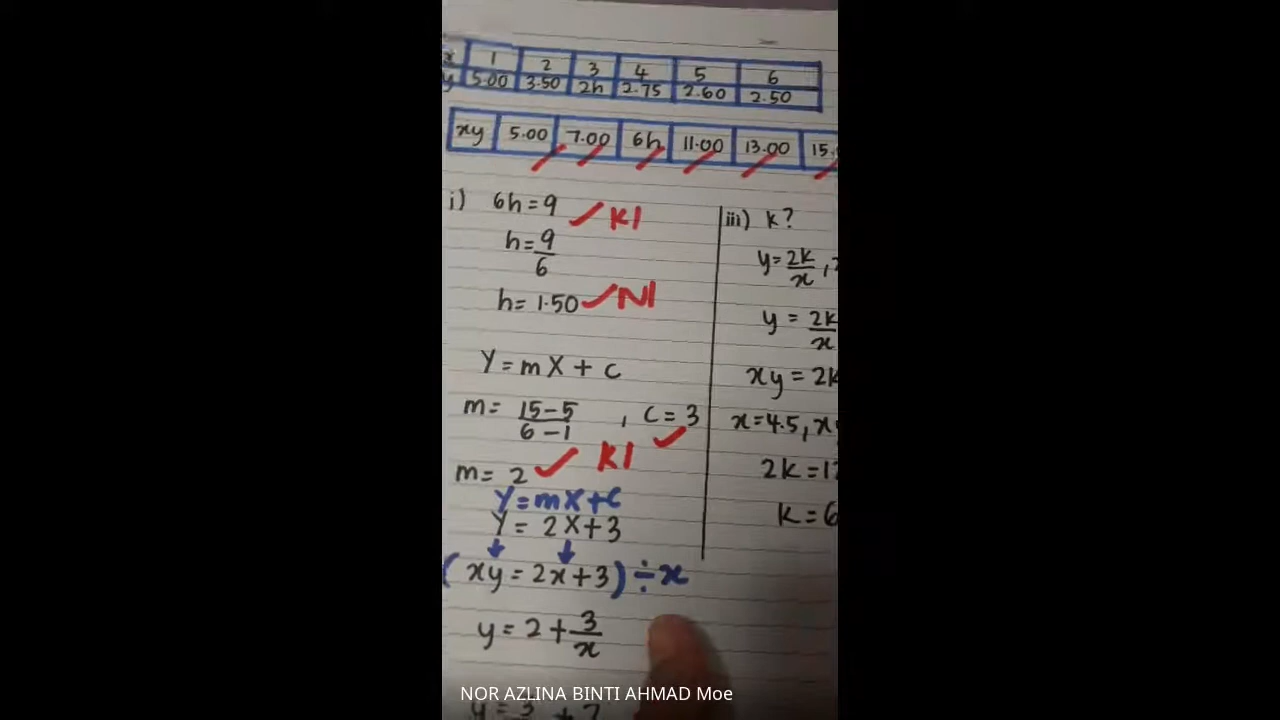 x 1 2 3 4 5 6
y 5.00 3.50 2h 2.75 2.60 2.50
xy 5.00 7.00 6h 11.00 13.00 15.
i) 6h = 9 ✓ K1
h = 9/6
h = 1.50 ✓ N1
Y = mX + c
m = 15 - 5 / 6 - 1 , c = 3 ✓
m = 2 ✓ K1
Y = mX + c
Y = 2X + 3
(xy = 2x + 3) ÷ x
y = 2 + 3/x
iii) k?
y = 2k/x ,
y = 2k/x
xy = 2k
x = 4.5, x
2k = 1
k = 6
NOR AZLINA BINTI AHMAD Moe